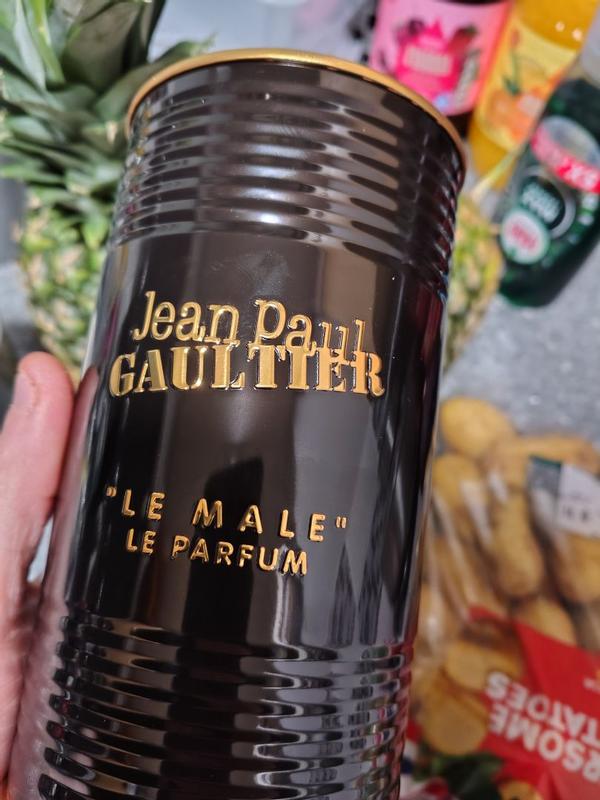 Jean Paul
GAULTIER
"LE MALE"
LE PARFUM